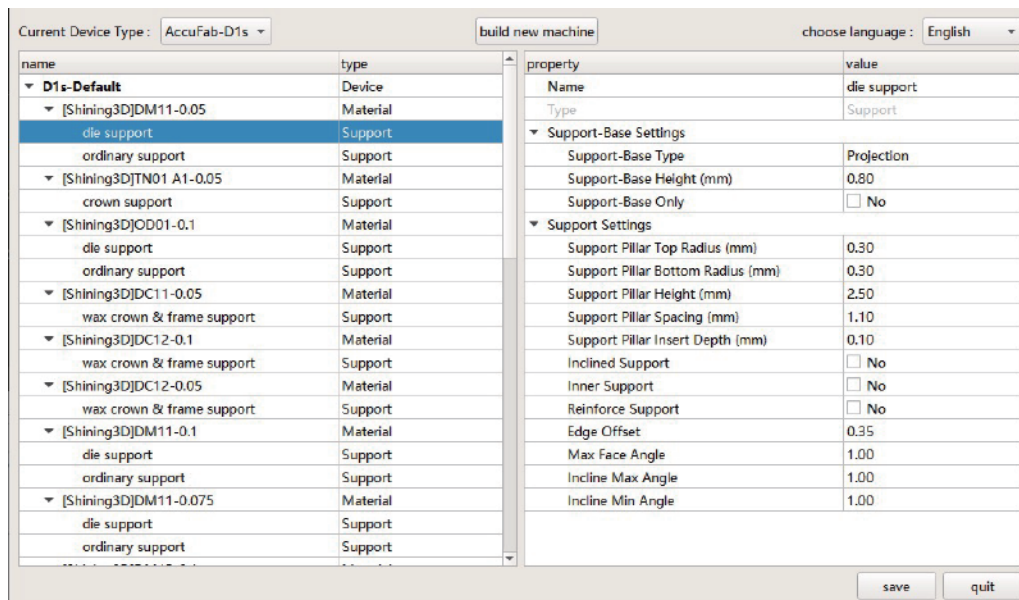 Current Device Type : AccuFab-D1s build new machine choose language : English
name type property value
D1s-Default Device Name die support
[Shining3D]DM11-0.05 Material Type Support
die support Support Support-Base Settings
ordinary support Support Support-Base Type Projection
[Shining3D]TN01 A1-0.05 Material Support-Base Height (mm) 0.80
crown support Support Support-Base Only No
[Shining3D]OD01-0.1 Material Support Settings
die support Support Support Pillar Top Radius (mm) 0.30
ordinary support Support Support Pillar Bottom Radius (mm) 0.30
[Shining3D]DC11-0.05 Material Support Pillar Height (mm) 2.50
wax crown & frame support Support Support Pillar Spacing (mm) 1.10
[Shining3D]DC12-0.1 Material Support Pillar Insert Depth (mm) 0.10
wax crown & frame support Support Inclined Support No
[Shining3D]DC12-0.05 Material Inner Support No
wax crown & frame support Support Reinforce Support No
[Shining3D]DM11-0.1 Material Edge Offset 0.35
die support Support Max Face Angle 1.00
ordinary support Support Incline Max Angle 1.00
[Shining3D]DM11-0.075 Material Incline Min Angle 1.00
die support Support
ordinary support Support
save quit